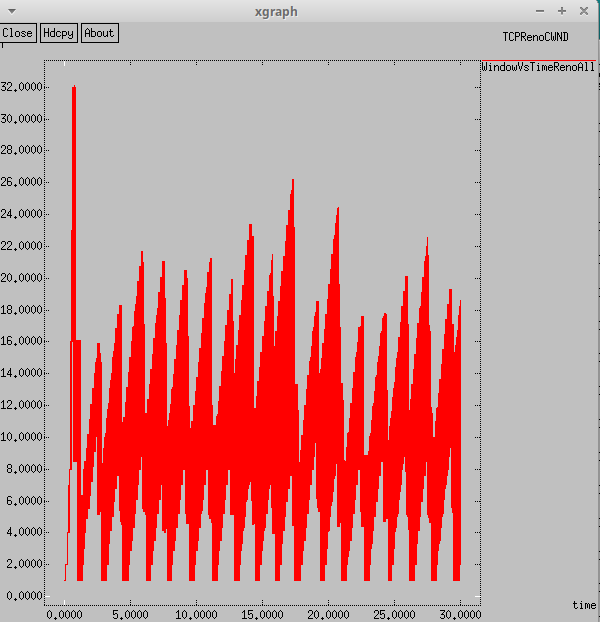 xgraph
Close Hdcpy About
TCPRenoCWND
WindowVsTimeRenoAll
32.0000
30.0000
28.0000
26.0000
24.0000
22.0000
20.0000
18.0000
16.0000
14.0000
12.0000
10.0000
8.0000
6.0000
4.0000
2.0000
0.0000
time
0.0000 5.0000 10.0000 15.0000 20.0000 25.0000 30.0000